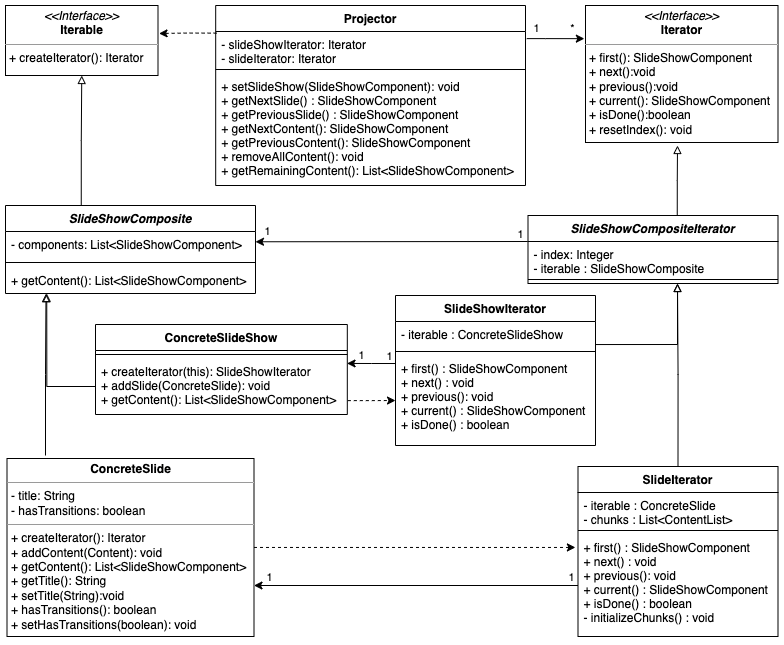 <<Interface>>
Iterable
+ createIterator(): Iterator
Projector
- slideShowIterator: Iterator
- slideIterator: Iterator
+ setSlideShow(SlideShowComponent): void
+ getNextSlide() : SlideShowComponent
+ getPreviousSlide() : SlideShowComponent
+ getNextContent(): SlideShowComponent
+ getPreviousContent(): SlideShowComponent
+ removeAllContent(): void
+ getRemainingContent(): List<SlideShowComponent>
1
*
<<Interface>>
Iterator
+ first(): SlideShowComponent
+ next():void
+ previous():void
+ current(): SlideShowComponent
+ isDone():boolean
+ resetIndex(): void
SlideShowComposite
- components: List<SlideShowComponent>
+ getContent(): List<SlideShowComponent>
1
1
SlideShowCompositeIterator
- index: Integer
- iterable : SlideShowComposite
ConcreteSlideShow
+ createIterator(this): SlideShowIterator
+ addSlide(ConcreteSlide): void
+ getContent(): List<SlideShowComponent>
1
1
SlideShowIterator
- iterable : ConcreteSlideShow
+ first() : SlideShowComponent
+ next() : void
+ previous(): void
+ current() : SlideShowComponent
+ isDone() : boolean
ConcreteSlide
- title: String
- hasTransitions: boolean
+ createIterator(): Iterator
+ addContent(Content): void
+ getContent(): List<SlideShowComponent>
+ getTitle(): String
+ setTitle(String):void
+ hasTransitions(): boolean
+ setHasTransitions(boolean): void
1
1
SlideIterator
- iterable : ConcreteSlide
- chunks : List<ContentList>
+ first() : SlideShowComponent
+ next() : void
+ previous(): void
+ current() : SlideShowComponent
+ isDone() : boolean
- initializeChunks() : void